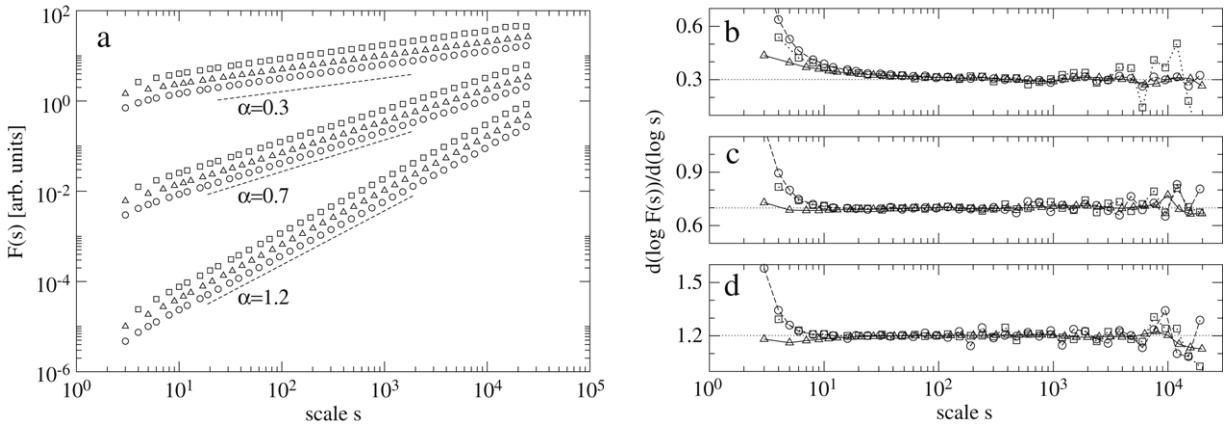 a
F(s) [arb. units]
10^2
10^0
10^-2
10^-4
10^-6
α=0.3
α=0.7
α=1.2
10^0 10^1 10^2 10^3 10^4 10^5
scale s
d(log F(s))/d(log s)
b
0.6
0.3
c
0.9
0.6
d
1.5
1.2
10^0 10^1 10^2 10^3 10^4
scale s